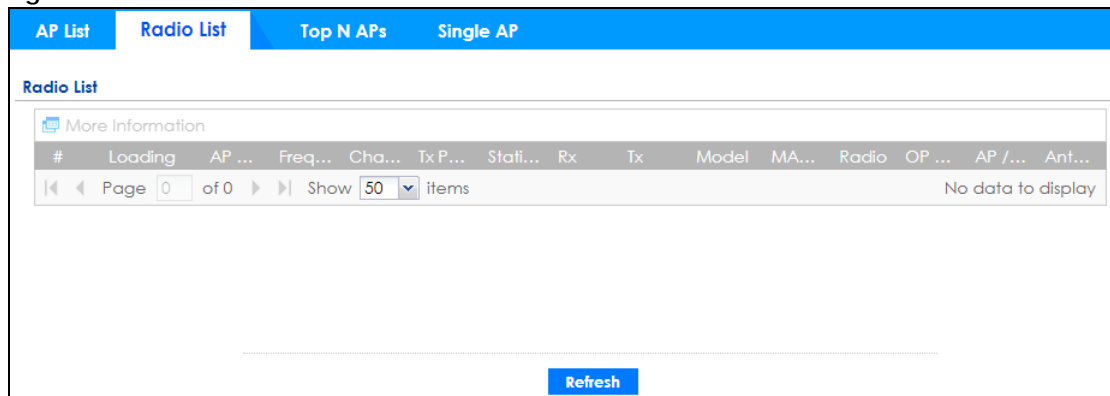 AP List Radio List Top N APs Single AP
Radio List
More Information
# Loading AP ... Freq... Cha... Tx P... Stati... Rx Tx Model MA... Radio OP ... AP /... Ant...
Page 0 of 0 Show 50 items No data to display
Refresh